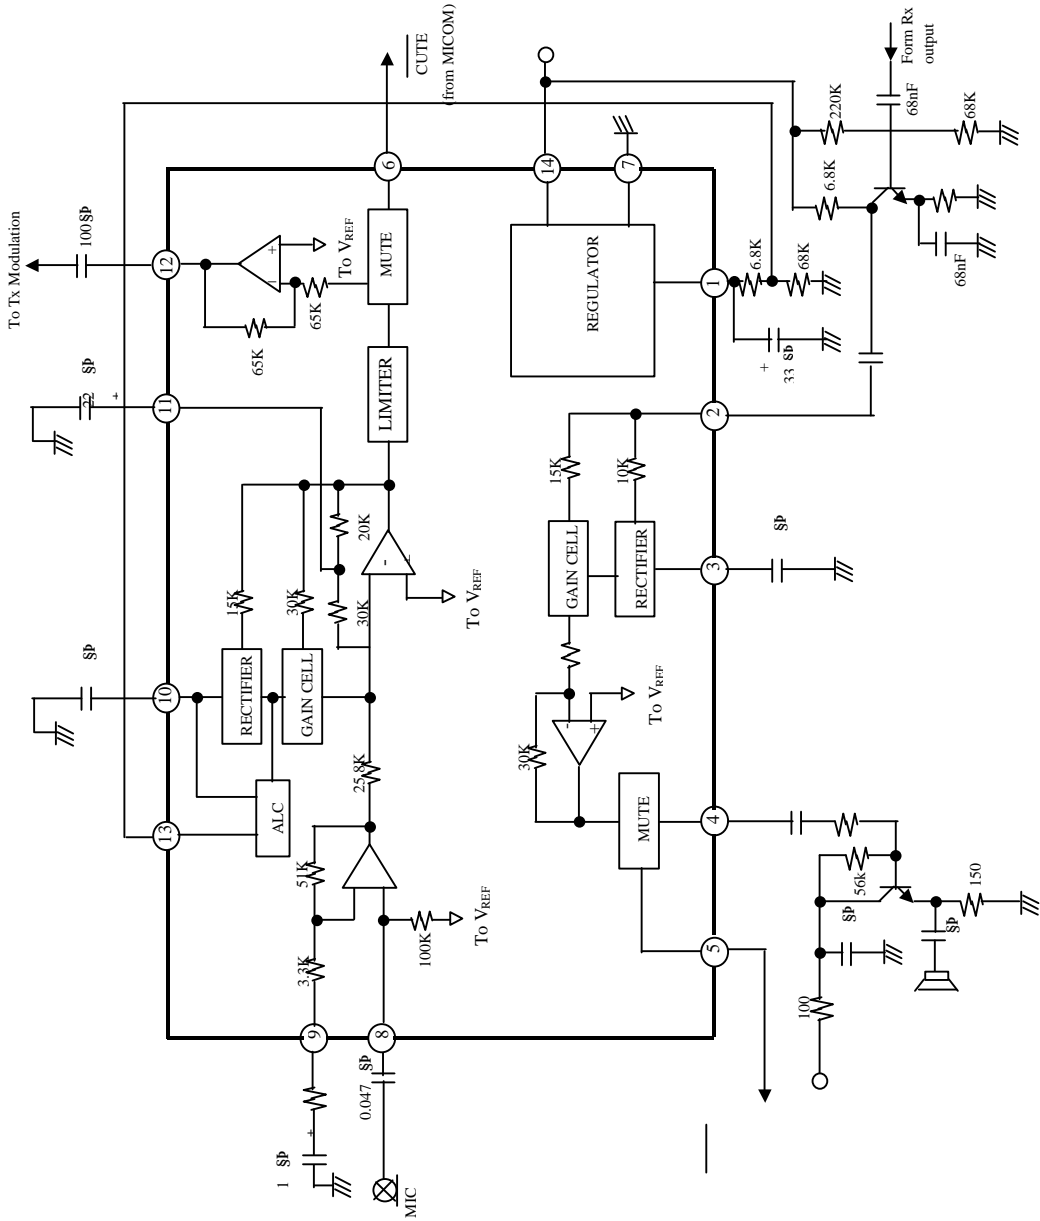 To Tx Modulation
100 §Þ
22 §Þ
+
§Þ
12
11
10
13
6
CUTE
(from MICOM)
+
−
To VREF
65K
65K
MUTE
LIMITER
20K
30K
-
+
To VREF
15K
30K
RECTIFIER
GAIN CELL
ALC
25.8K
51K
3.3K
100K
To VREF
9
8
1 §Þ
+
0.047 §Þ
MIC
14
7
REGULATOR
1
6.8K
68K
+
33 §Þ
Form Rx
output
68nF
220K
68K
6.8K
68nF
2
15K
10K
GAIN CELL
RECTIFIER
3
§Þ
30K
-
+
To VREF
MUTE
4
5
56k
150
§Þ
§Þ
100